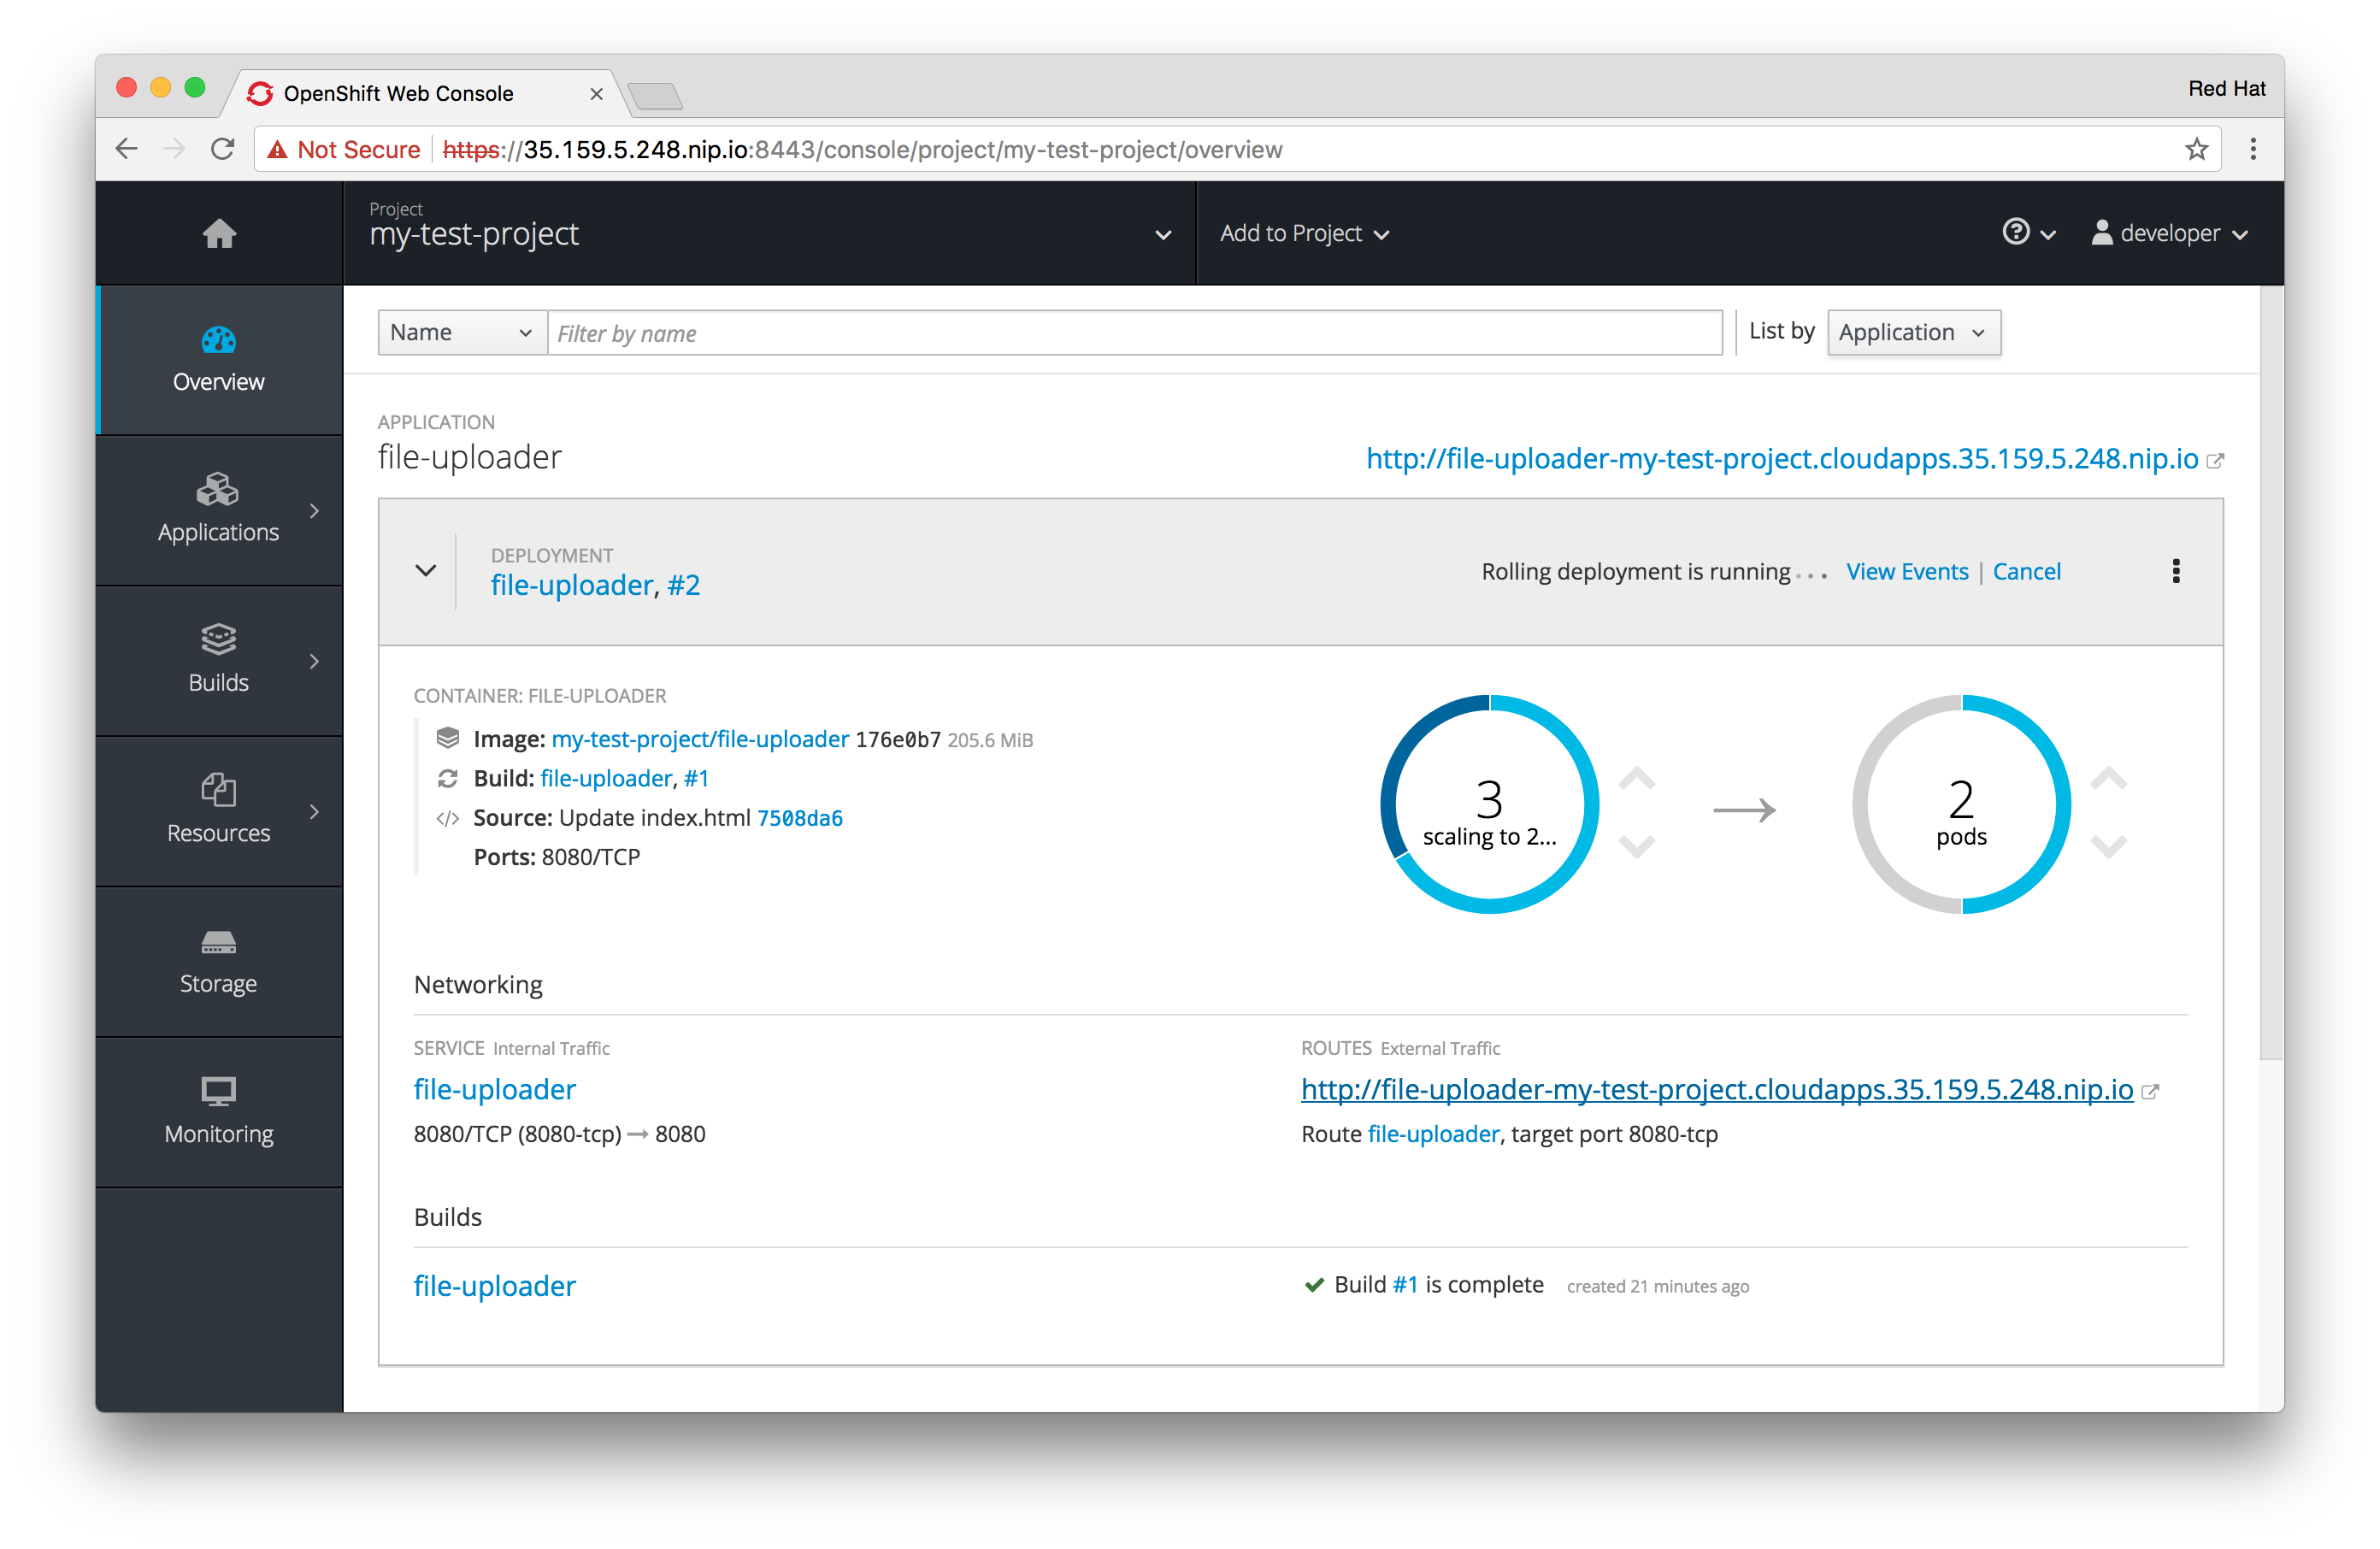 OpenShift Web Console
Red Hat
Not Secure https://35.159.5.248.nip.io:8443/console/project/my-test-project/overview
Project
my-test-project
Add to Project
developer
Name Filter by name List by Application
Overview
Applications
Builds
Resources
Storage
Monitoring
APPLICATION
file-uploader
http://file-uploader-my-test-project.cloudapps.35.159.5.248.nip.io
DEPLOYMENT
file-uploader, #2
Rolling deployment is running... View Events | Cancel
CONTAINER: FILE-UPLOADER
Image: my-test-project/file-uploader 176e0b7 205.6 MiB
Build: file-uploader, #1
Source: Update index.html 7508da6
Ports: 8080/TCP
3
scaling to 2...
2
pods
Networking
SERVICE Internal Traffic
file-uploader
8080/TCP (8080-tcp) → 8080
ROUTES External Traffic
http://file-uploader-my-test-project.cloudapps.35.159.5.248.nip.io
Route file-uploader, target port 8080-tcp
Builds
file-uploader
Build #1 is complete created 21 minutes ago